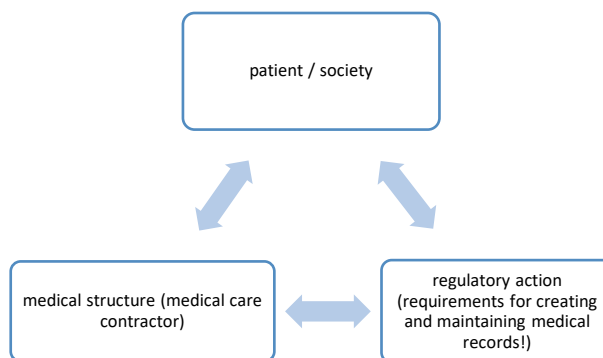 patient / society
medical structure (medical care
contractor)
regulatory action
(requirements for creating
and maintaining medical
records!)